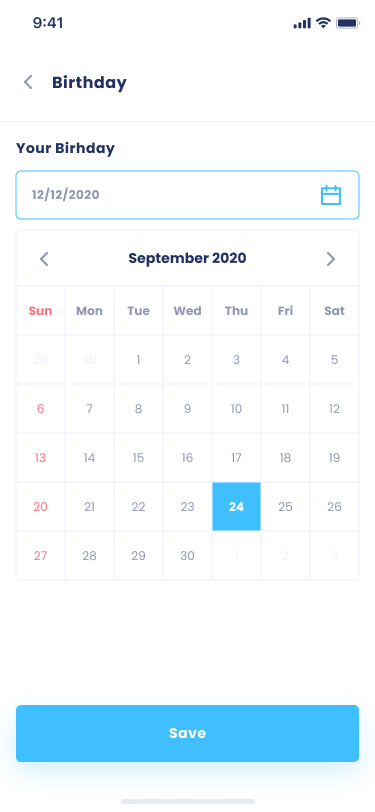 9:41
Birthday
Your Birhday
12/12/2020
September 2020
Sun Mon Tue Wed Thu Fri Sat
29 30 1 2 3 4 5
6 7 8 9 10 11 12
13 14 15 16 17 18 19
20 21 22 23 24 25 26
27 28 29 30 1 2 3
Save